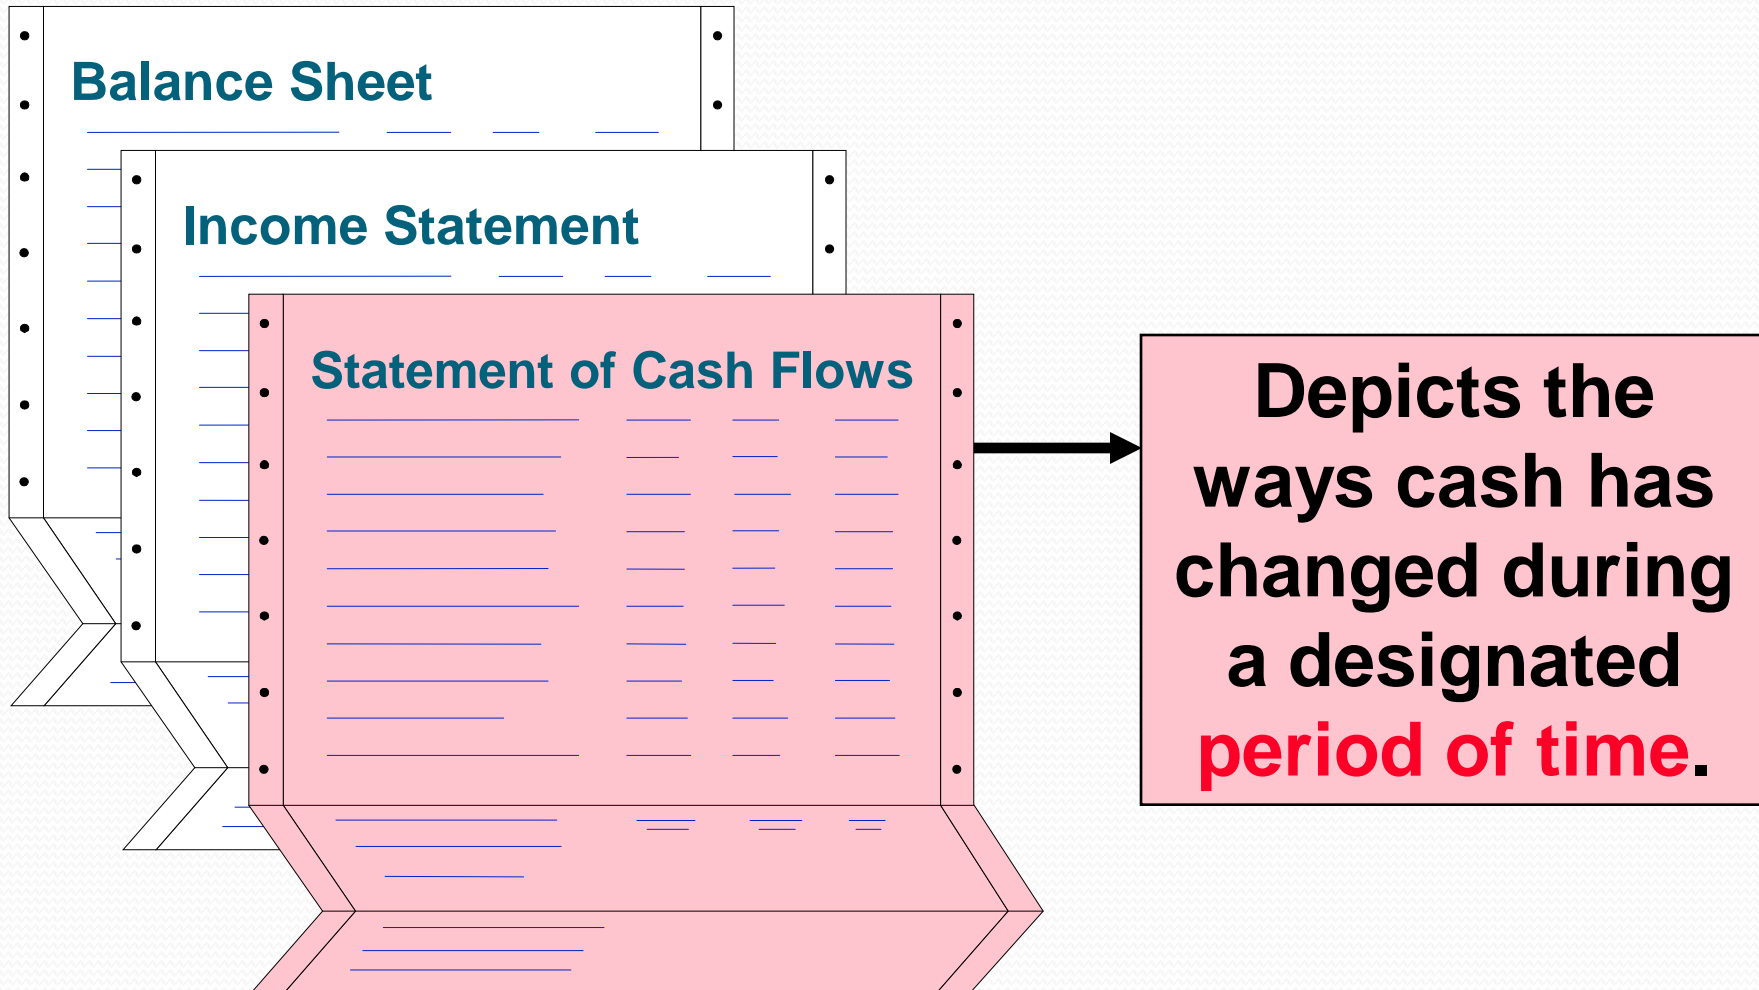 Balance Sheet
Income Statement
Statement of Cash Flows
Depicts the
ways cash has
changed during
a designated
period of time.